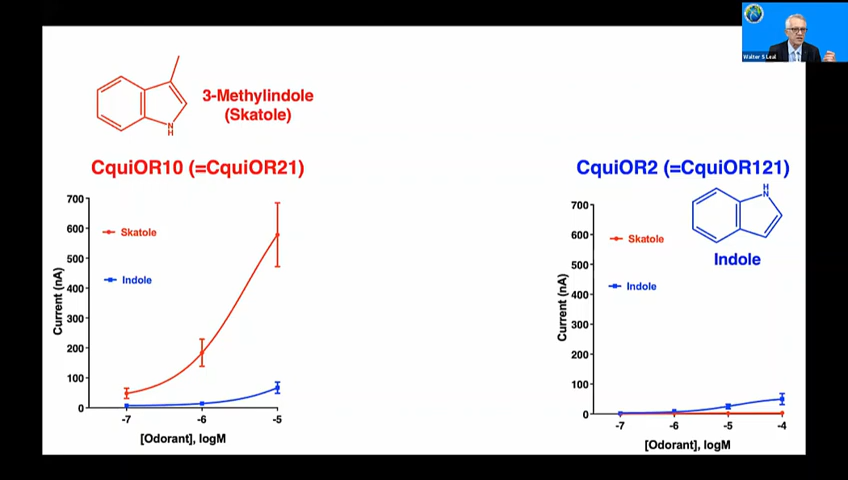 Walter S Leal
3-Methylindole
(Skatole)
N
H
CquiOR10 (=CquiOR21)
700
600
500
400
300
200
100
0
Current (nA)
Skatole
Indole
-7
-6
-5
[Odorant], logM
CquiOR2 (=CquiOR121)
H
N
Indole
700
600
500
400
300
200
100
0
Current (nA)
Skatole
Indole
-7
-6
-5
-4
[Odorant], logM